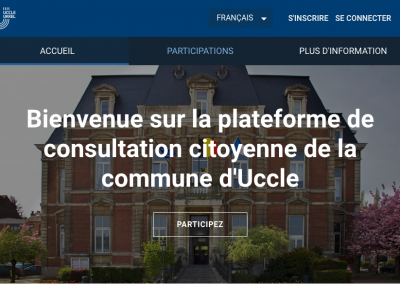 UCCLE
UKKEL
FRANÇAIS
S'INSCRIRE SE CONNECTER
ACCUEIL PARTICIPATIONS PLUS D'INFORMATION
Bienvenue sur la plateforme de
consultation citoyenne de la
commune d'Uccle
PARTICIPEZ